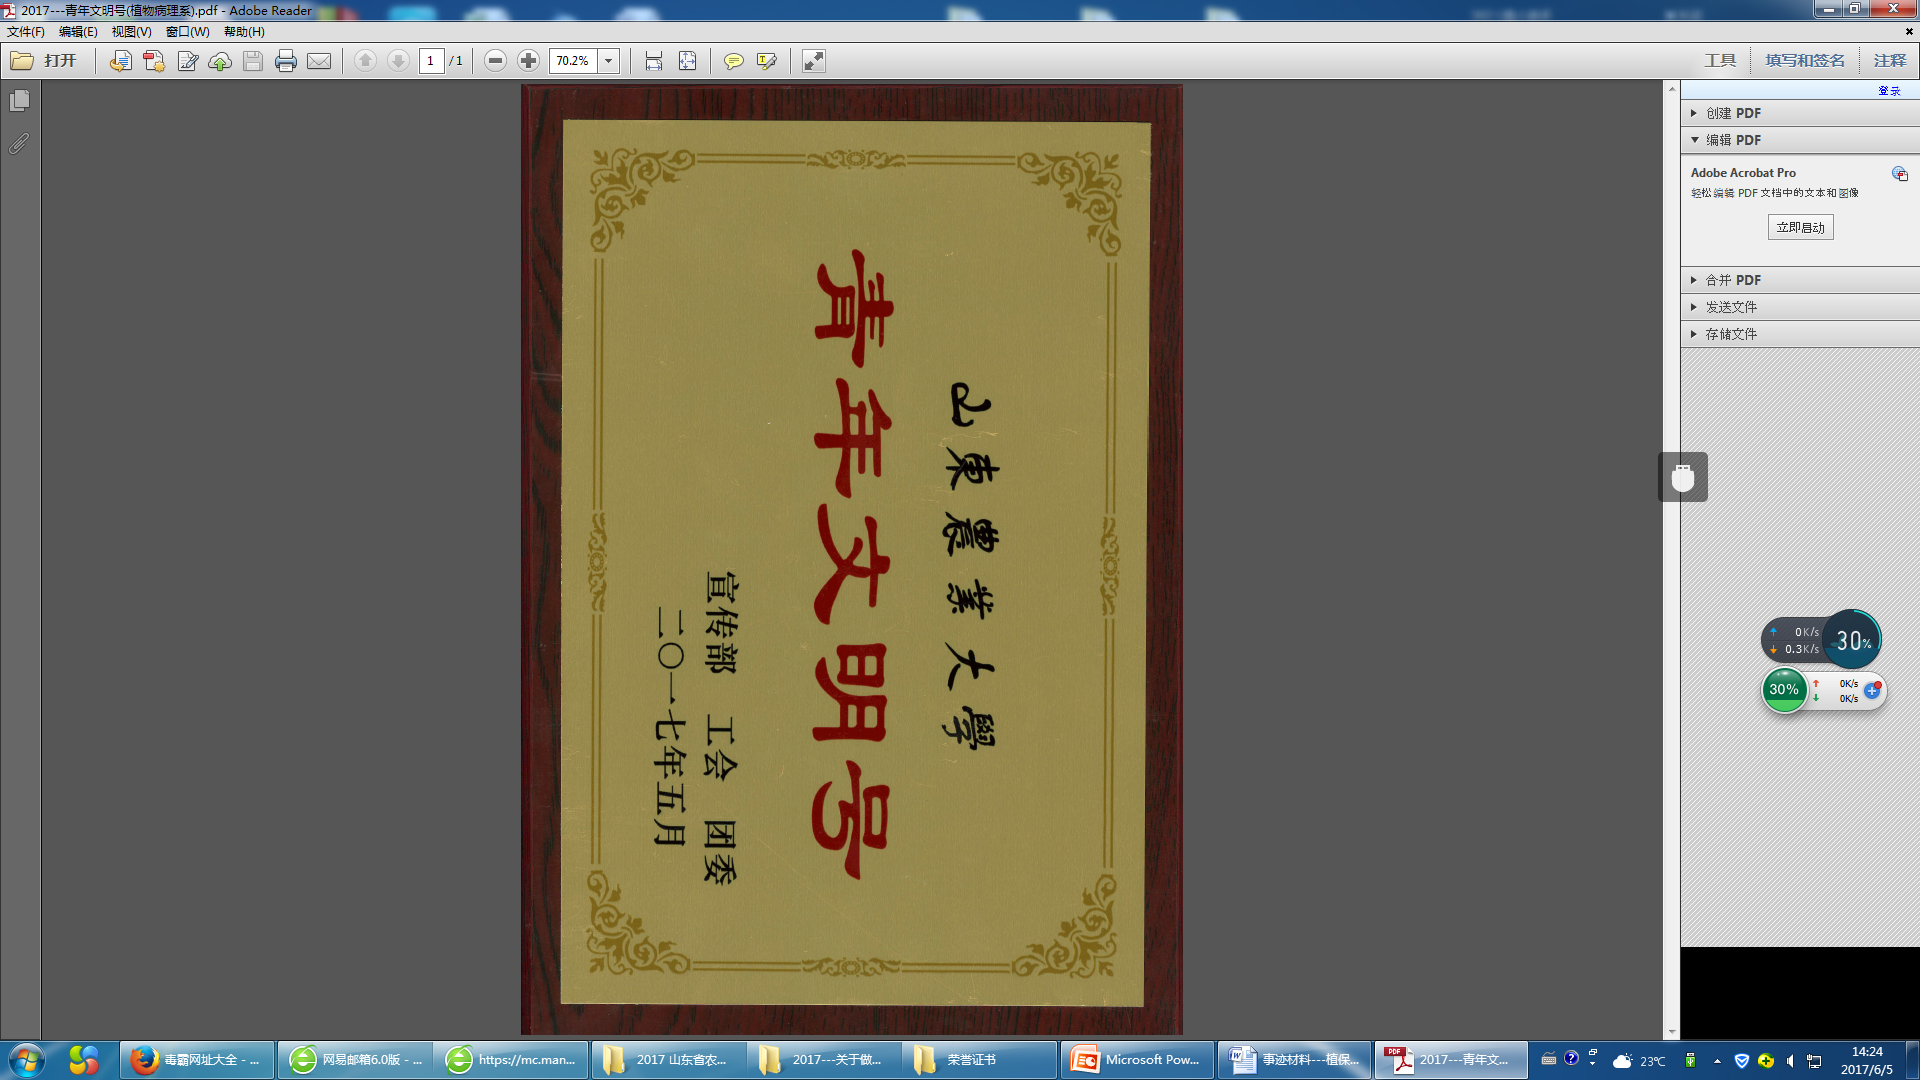 2017---青年文明号(植物病理系).pdf - Adobe Reader
文件(F) 编辑(E) 视图(V) 窗口(W) 帮助(H)
打开
1 / 1
70.2%
工具 填写和签名 注释
登录
创建 PDF
编辑 PDF
Adobe Acrobat Pro
轻松编辑 PDF 文档中的文本和图像
立即启动
合并 PDF
发送文件
存储文件
山東農業大學
青年文明号
宣传部 工会 团委
二〇一七年五月
0K/s
0.3K/s
30%
30%
0K/s
0K/s
毒霸网址大全 - ...
网易邮箱6.0版 - ...
https://mc.man...
2017 山东省农...
2017---关于做...
荣誉证书
Microsoft Pow...
事迹材料---植保...
2017---青年文...
23℃
14:24
2017/6/5